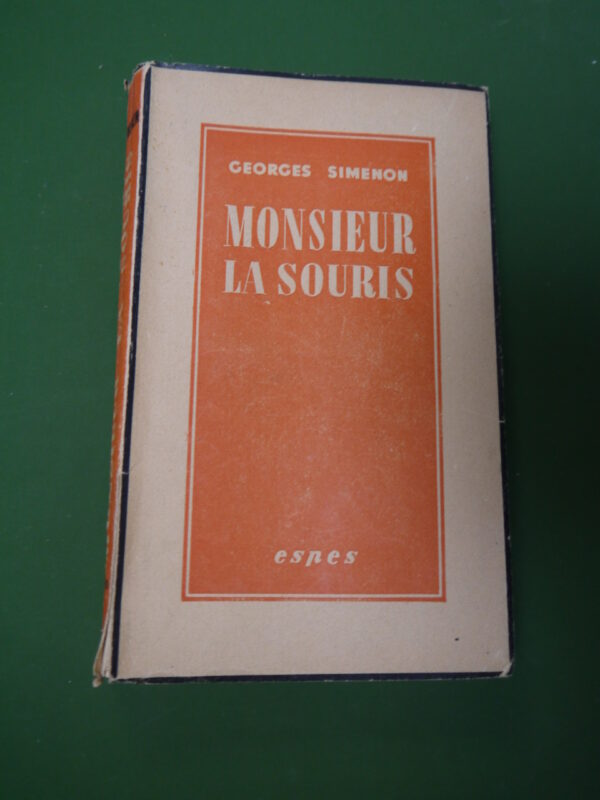 GEORGES SIMENON
MONSIEUR
LA SOURIS
espes